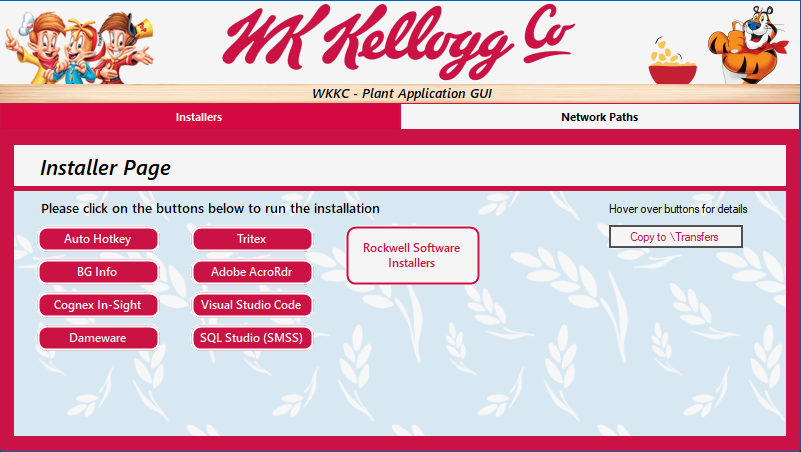 WK Kellogg Co
WKKC - Plant Application GUI
Installers
Network Paths
Installer Page
Please click on the buttons below to run the installation
Hover over buttons for details
Auto Hotkey
Tritex
Rockwell Software
Installers
Copy to \Transfers
BG Info
Adobe AcroRdr
Cognex In-Sight
Visual Studio Code
Dameware
SQL Studio (SMSS)